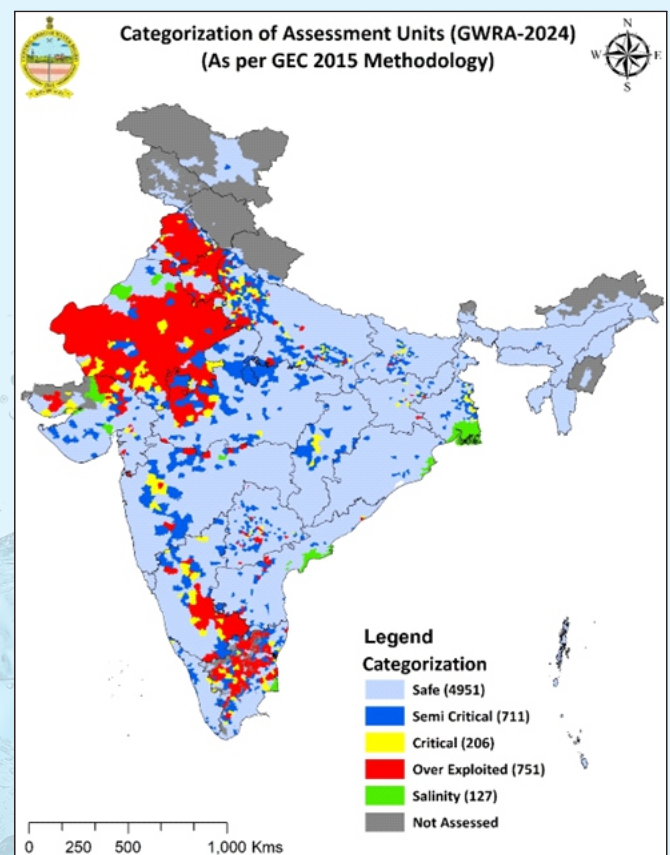 Categorization of Assessment Units (GWRA-2024)
(As per GEC 2015 Methodology)
N
W E
S
Legend
Categorization
Safe (4951)
Semi Critical (711)
Critical (206)
Over Exploited (751)
Salinity (127)
Not Assessed
0 250 500 1,000 Kms